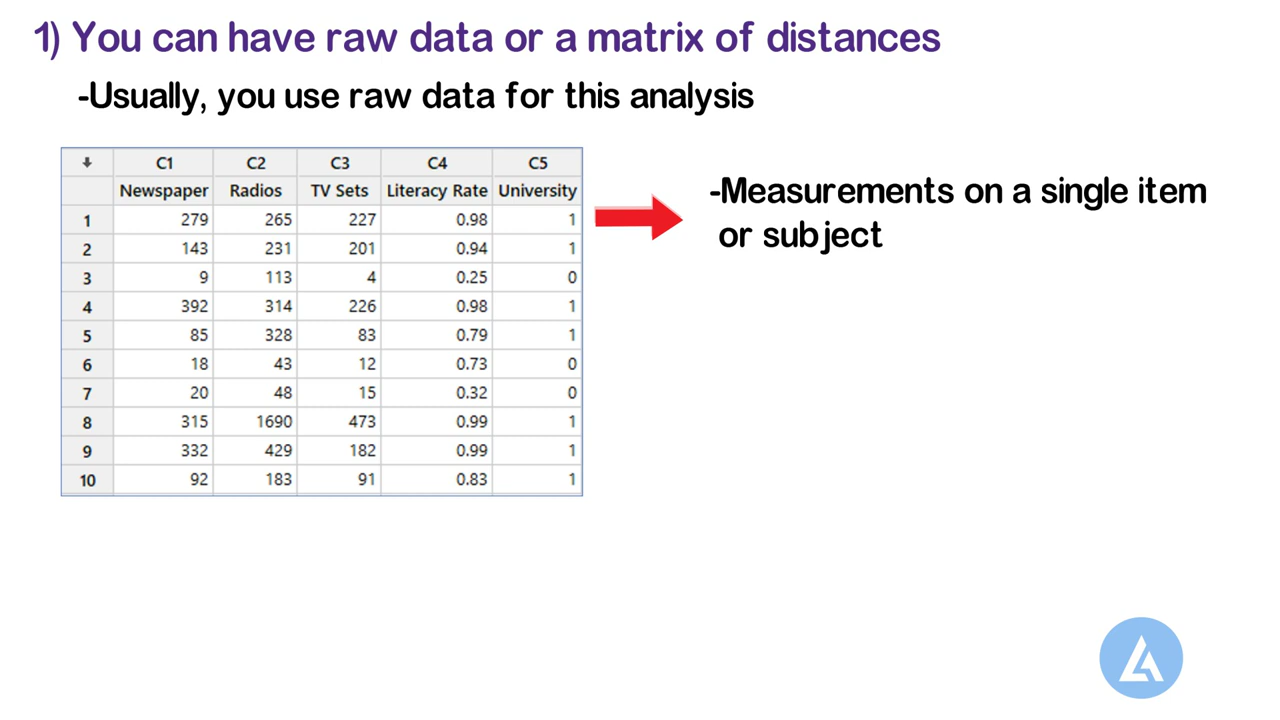 1) You can have raw data or a matrix of distances
-Usually, you use raw data for this analysis
C1 C2 C3 C4 C5
Newspaper Radios TV Sets Literacy Rate University
1 279 265 227 0.98 1
2 143 231 201 0.94 1
3 9 113 4 0.25 0
4 392 314 226 0.98 1
5 85 328 83 0.79 1
6 18 43 12 0.73 0
7 20 48 15 0.32 0
8 315 1690 473 0.99 1
9 332 429 182 0.99 1
10 92 183 91 0.83 1
-Measurements on a single item
or subject